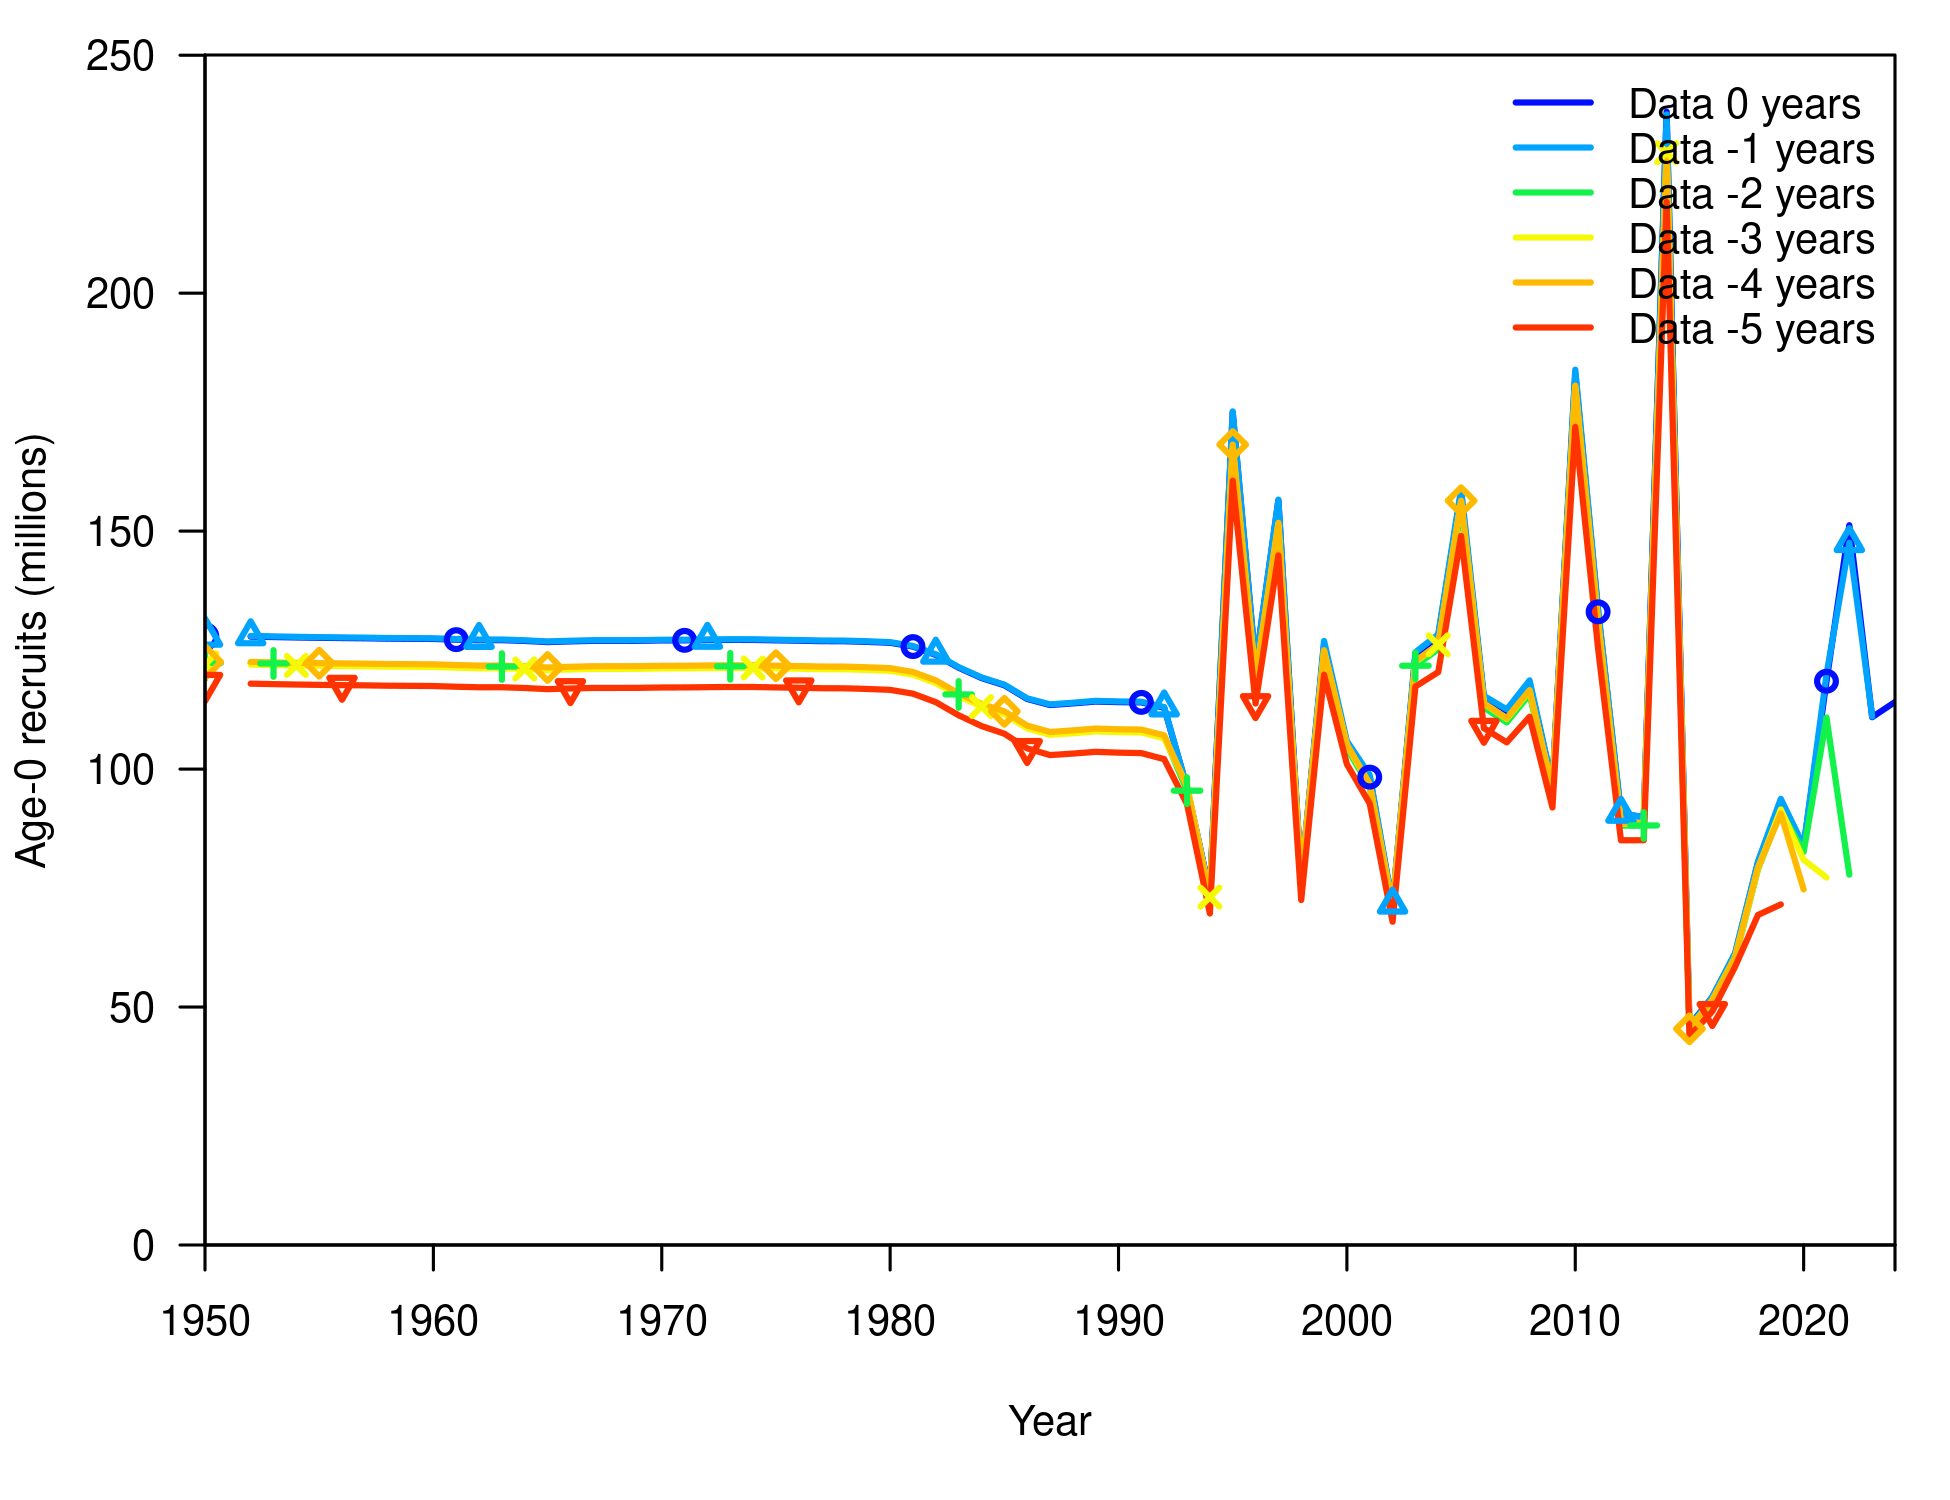 250
200
150
100
50
0
Age-0 recruits (millions)
Data 0 years
Data -1 years
Data -2 years
Data -3 years
Data -4 years
Data -5 years
1950 1960 1970 1980 1990 2000 2010 2020
Year